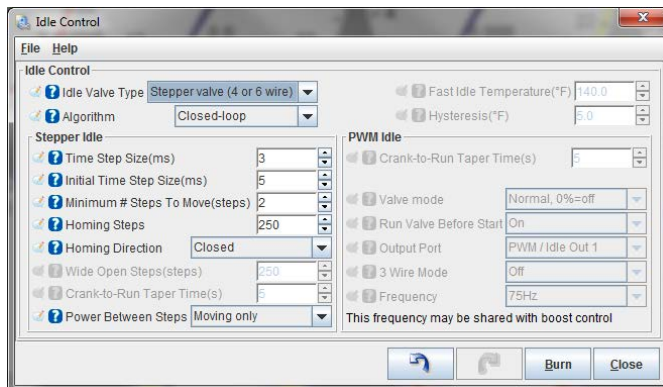 Idle Control
File Help
Idle Control
Idle Valve Type Stepper valve (4 or 6 wire)
Algorithm Closed-loop
Fast Idle Temperature(°F) 140.0
Hysteresis(°F) 5.0
Stepper Idle
Time Step Size(ms) 3
Initial Time Step Size(ms) 5
Minimum # Steps To Move(steps) 2
Homing Steps 250
Homing Direction Closed
Wide Open Steps(steps) 250
Crank-to-Run Taper Time(s) 5
Power Between Steps Moving only
PWM Idle
Crank-to-Run Taper Time(s) 5
Valve mode Normal, 0%=off
Run Valve Before Start On
Output Port PWM / Idle Out 1
3 Wire Mode Off
Frequency 75Hz
This frequency may be shared with boost control
Burn Close